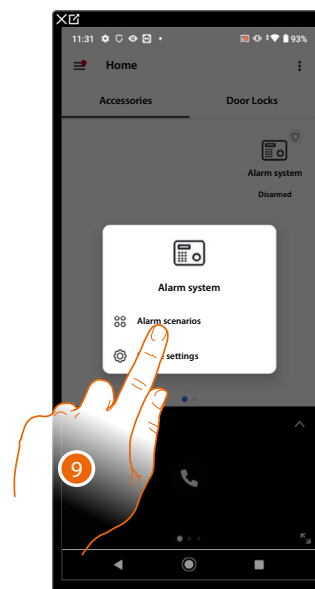 11:31 93%
Home
Accessories Door Locks
Alarm system
Disarmed
Alarm system
Alarm scenarios
settings
9